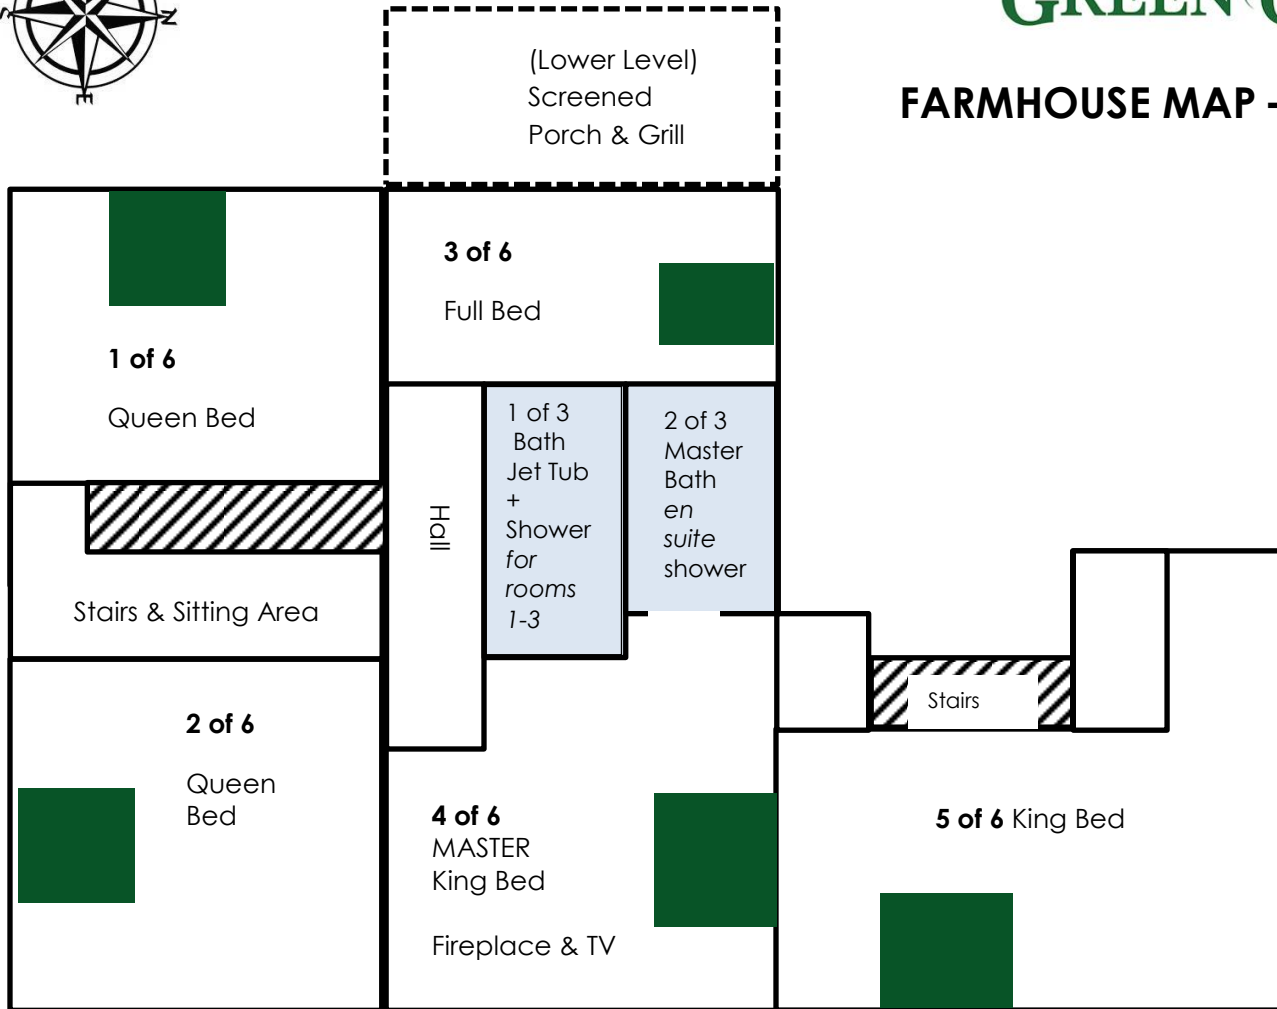 S
N
E
GREEN
FARMHOUSE MAP -
(Lower Level)
Screened
Porch & Grill
1 of 6
Queen Bed
3 of 6
Full Bed
Hall
1 of 3
Bath
Jet Tub
+
Shower
for
rooms
1-3
2 of 3
Master
Bath
en
suite
shower
Stairs & Sitting Area
2 of 6
Queen
Bed
4 of 6
MASTER
King Bed
Fireplace & TV
Stairs
5 of 6 King Bed